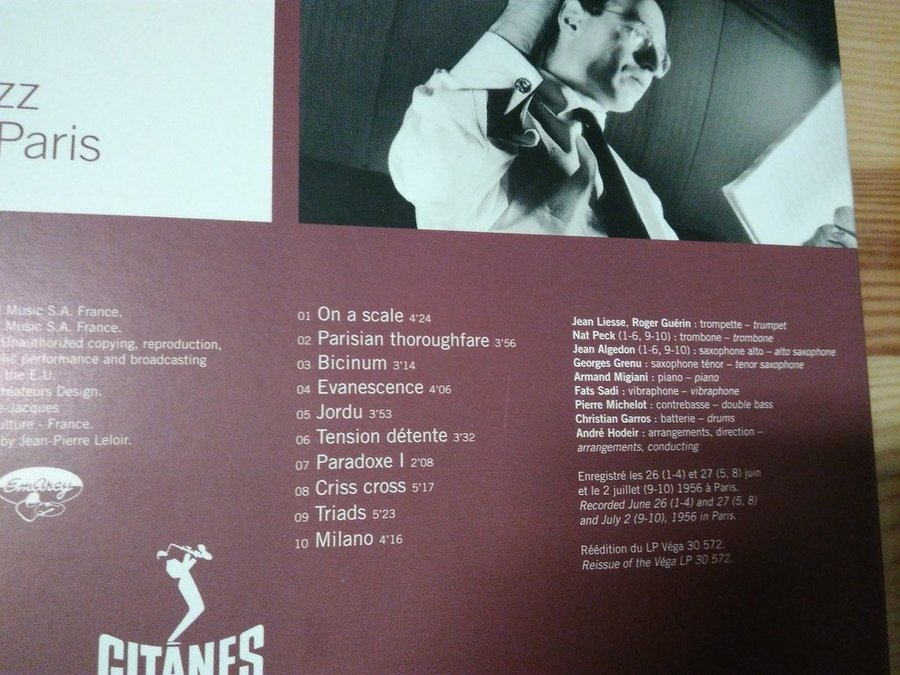 zz
Paris
Music S.A. France.
Music S.A. France.
Unauthorized copying, reproduction,
performance and broadcasting
the E.U.
réateurs Design.
-Jacques
ulture - France.
by Jean-Pierre Leloir.
EmArcy
GITANES
01 On a scale 4'24
02 Parisian thoroughfare 3'56
03 Bicinum 3'14
04 Evanescence 4'06
05 Jordu 3'53
06 Tension détente 3'32
07 Paradoxe I 2'08
08 Criss cross 5'17
09 Triads 5'23
10 Milano 4'16
Jean Liesse, Roger Guérin : trompette – trumpet
Nat Peck (1-6, 9-10) : trombone – trombone
Jean Algedon (1-6, 9-10) : saxophone alto – alto saxophone
Georges Grenu : saxophone ténor – tenor saxophone
Armand Migiani : piano – piano
Fats Sadi : vibraphone – vibraphone
Pierre Michelot : contrebasse – double bass
Christian Garros : batterie – drums
André Hodeir : arrangements, direction –
arrangements, conducting
Enregistré les 26 (1-4) et 27 (5, 8) juin
et le 2 juillet (9-10) 1956 à Paris.
Recorded June 26 (1-4) and 27 (5, 8)
and July 2 (9-10), 1956 in Paris.
Réédition du LP Véga 30 572.
Reissue of the Véga LP 30 572.